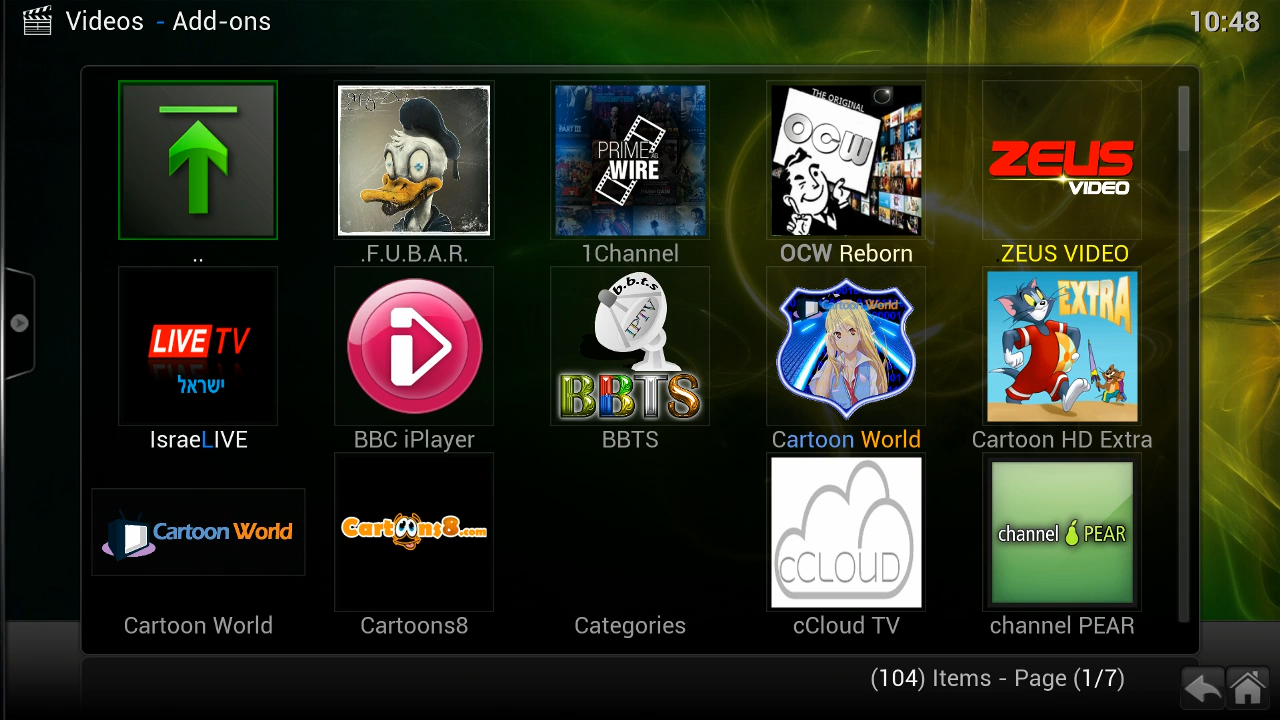 Videos - Add-ons
10:48
PRIME
WIRE
THE ORIGINAL
OCW
ZEUS
VIDEO
..
.F.U.B.A.R.
1Channel
OCW Reborn
.ZEUS VIDEO
LIVE TV
ישראל
i
b.b.t.s
IPTV
BBTS
Cartoon World
EXTRA
IsraeLIVE
BBC iPlayer
BBTS
Cartoon World
Cartoon HD Extra
Cartoon World
Cartoons8.com
cCLOUD
channel PEAR
Cartoon World
Cartoons8
Categories
cCloud TV
channel PEAR
(104) Items - Page (1/7)